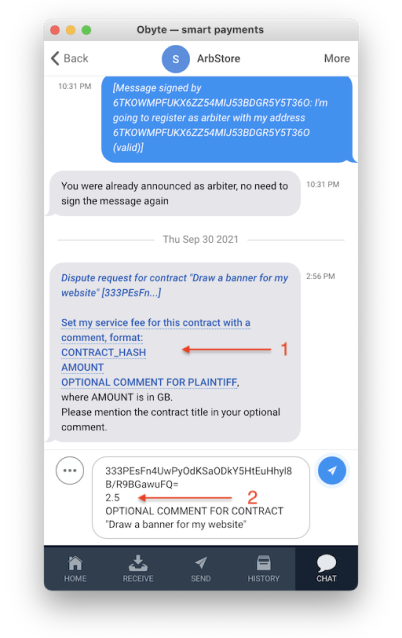 Obyte — smart payments
Back
S
ArbStore
More
10:31 PM
[Message signed by
6TKOWMPFUKX6ZZ54MIJ53BDGR5Y5T36O: I'm
going to register as arbiter with my address
6TKOWMPFUKX6ZZ54MIJ53BDGR5Y5T36O
(valid)]
You were already announced as arbiter, no need to
sign the message again
10:31 PM
Thu Sep 30 2021
Dispute request for contract "Draw a banner for my
website" [333PEsFn...]
2:56 PM
Set my service fee for this contract with a
comment, format:
CONTRACT_HASH
1
AMOUNT
OPTIONAL COMMENT FOR PLAINTIFF,
where AMOUNT is in GB.
Please mention the contract title in your optional
comment.
333PEsFn4UwPyOdKSaODkY5HtEuHhyl8
B/R9BGawuFQ=
2.5
2
OPTIONAL COMMENT FOR CONTRACT
"Draw a banner for my website"
HOME
RECEIVE
SEND
HISTORY
CHAT